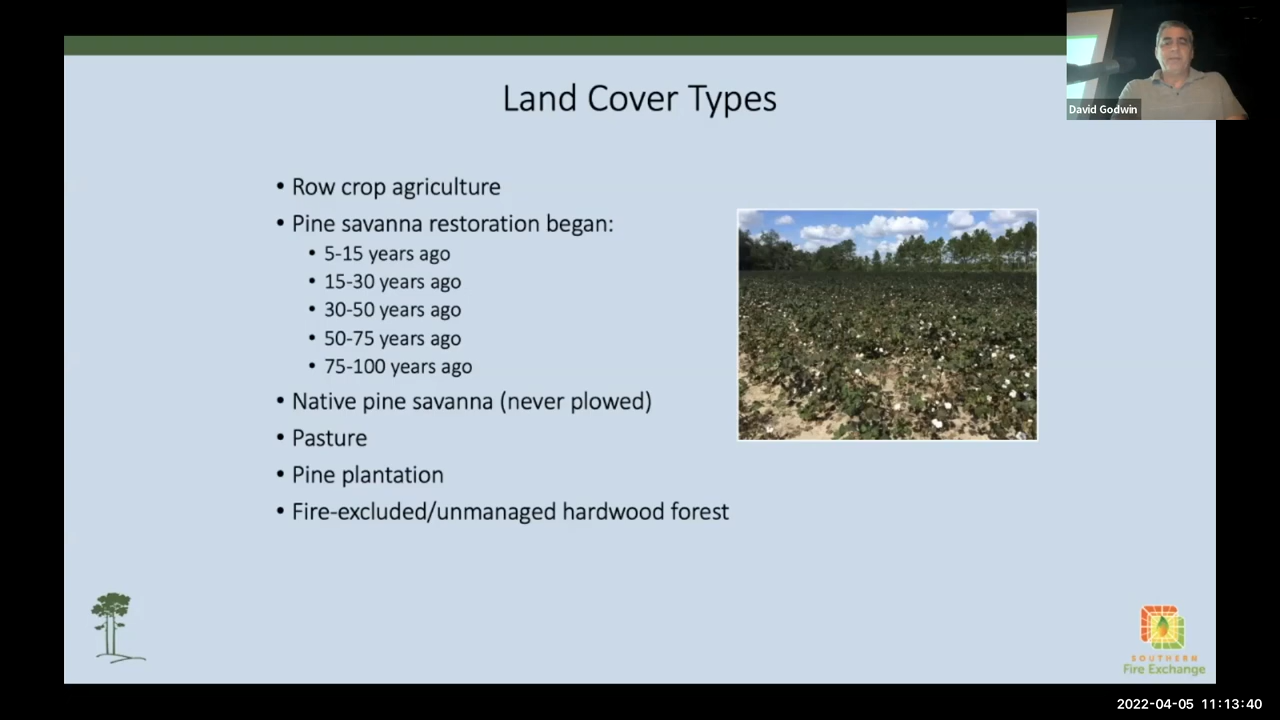 Land Cover Types
David Godwin
• Row crop agriculture
• Pine savanna restoration began:
• 5-15 years ago
• 15-30 years ago
• 30-50 years ago
• 50-75 years ago
• 75-100 years ago
• Native pine savanna (never plowed)
• Pasture
• Pine plantation
• Fire-excluded/unmanaged hardwood forest
SOUTHERN
Fire Exchange
2022-04-05 11:13:40